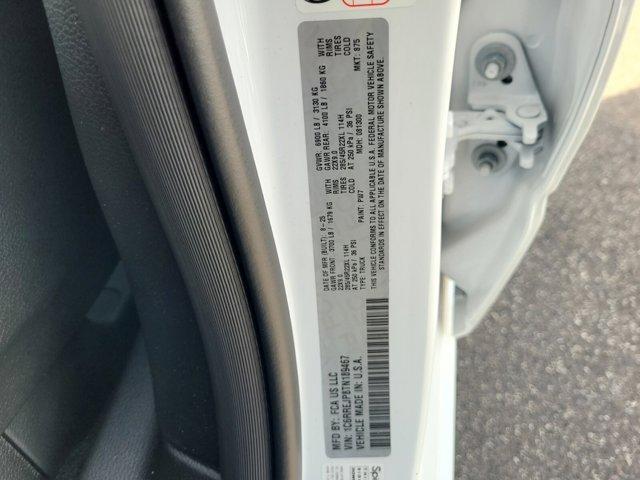 MFD BY: FCA US LLC
VIN: 1C6RREJP8TN189467
VEHICLE MADE IN: U.S.A.
DATE OF MFR (BUILT): 8-25
GVWR: 6900 LB / 3130 KG
GAWR FRONT: 3700 LB / 1679 KG WITH
22X9.0 RIMS
285/45R22XL 114H TIRES
AT 250 kPa / 36 PSI COLD
GAWR REAR: 4100 LB / 1860 KG WITH
22X9.0 RIMS
285/45R22XL 114H TIRES
AT 250 kPa / 36 PSI COLD
TYPE: TRUCK PAINT: PW7 MDH: 081300 MKT: 875
THIS VEHICLE CONFORMS TO ALL APPLICABLE U.S.A. FEDERAL MOTOR VEHICLE SAFETY
STANDARDS IN EFFECT ON THE DATE OF MANUFACTURE SHOWN ABOVE.